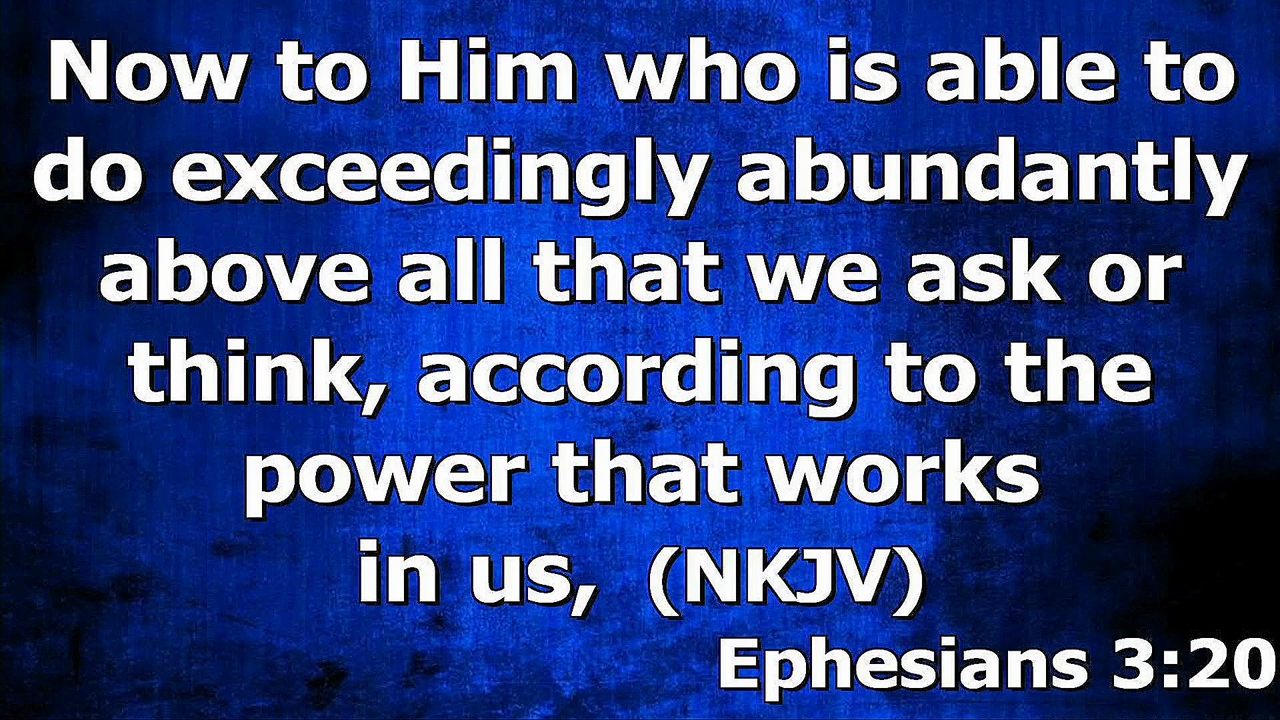 Now to Him who is able to
do exceedingly abundantly
above all that we ask or
think, according to the
power that works
in us,  (NKJV)
Ephesians 3:20